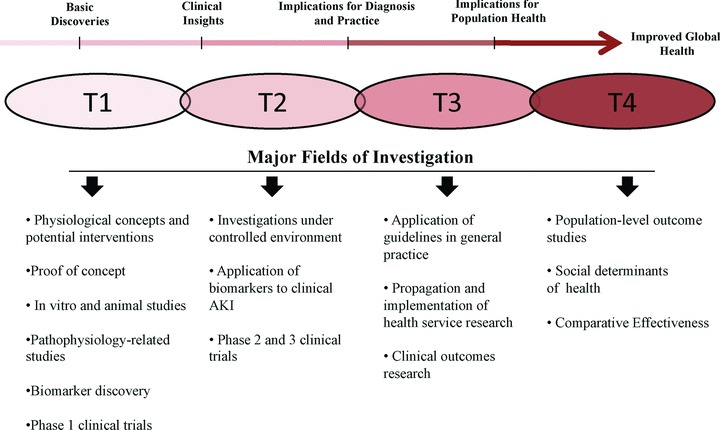 Basic
Discoveries
Clinical
Insights
Implications for Diagnosis
and Practice
Implications for
Population Health
Improved Global
Health
T1
T2
T3
T4
Major Fields of Investigation
• Physiological concepts and
potential interventions
•Proof of concept
• In vitro and animal studies
•Pathophysiology-related
studies
•Biomarker discovery
•Phase 1 clinical trials
• Investigations under
controlled environment
• Application of
biomarkers to clinical
AKI
• Phase 2 and 3 clinical
trials
• Application of
guidelines in general
practice
• Propagation and
implementation of
health service research
• Clinical outcomes
research
• Population-level outcome
studies
• Social determinants
of health
• Comparative Effectiveness